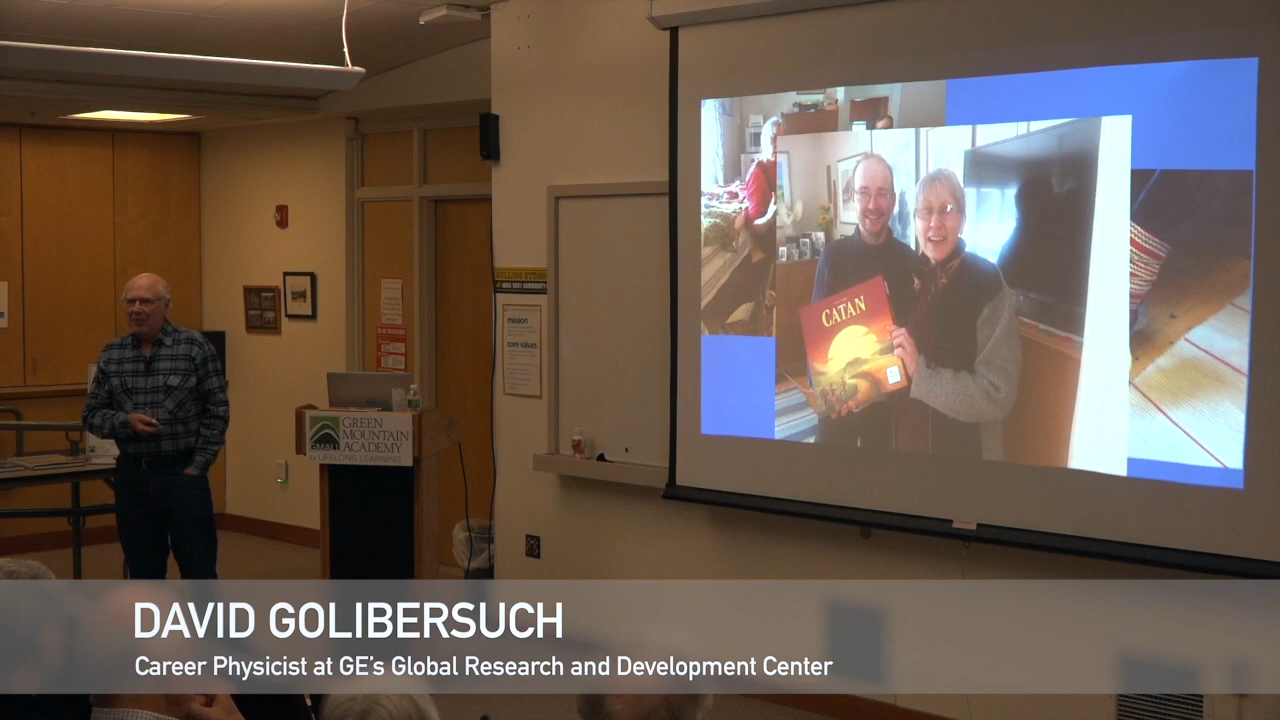 CATAN
mission
core values
GREEN
MOUNTAIN
GMALL
ACADEMY
for LIFELONG LEARNING
DAVID GOLIBERSUCH
Career Physicist at GE's Global Research and Development Center